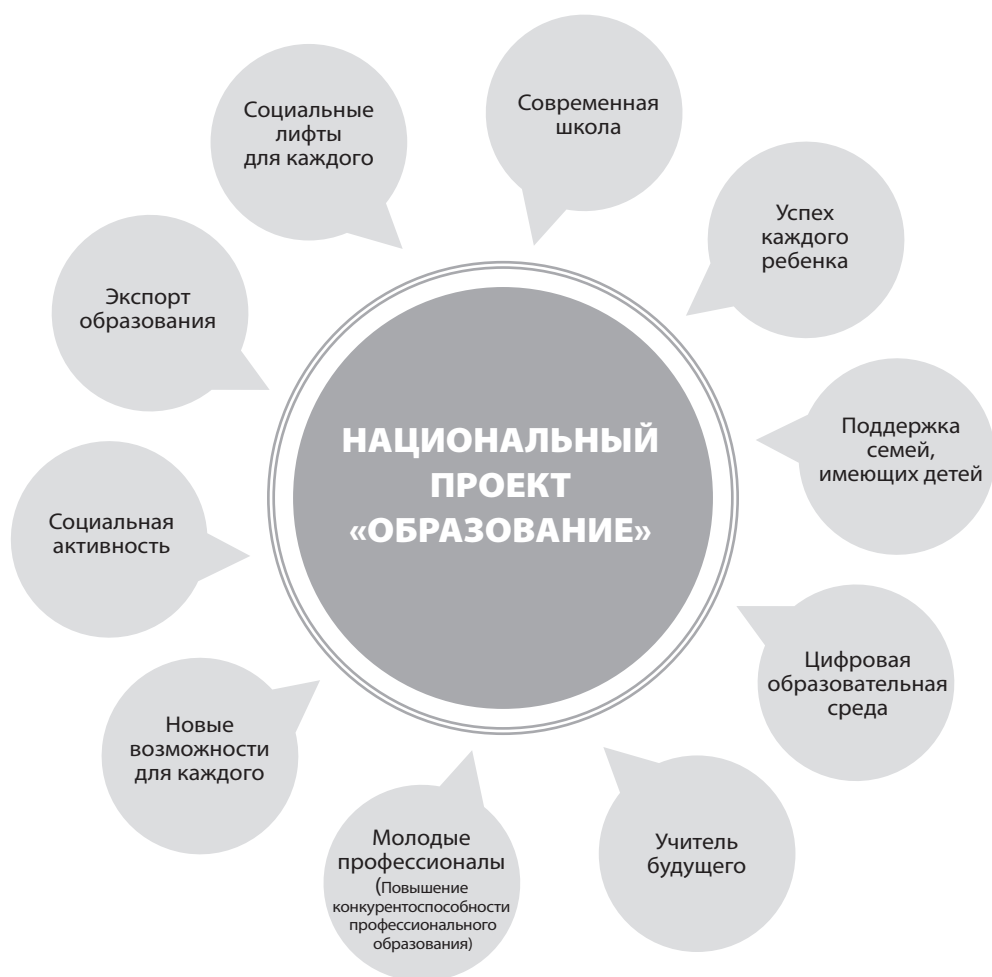 НАЦИОНАЛЬНЫЙ
ПРОЕКТ
«ОБРАЗОВАНИЕ»
Современная
школа
Успех
каждого
ребенка
Поддержка
семей,
имеющих детей
Цифровая
образовательная
среда
Учитель
будущего
Молодые
профессионалы
(Повышение
конкурентоспособности
профессионального
образования)
Новые
возможности
для каждого
Социальная
активность
Экспорт
образования
Социальные
лифты
для каждого